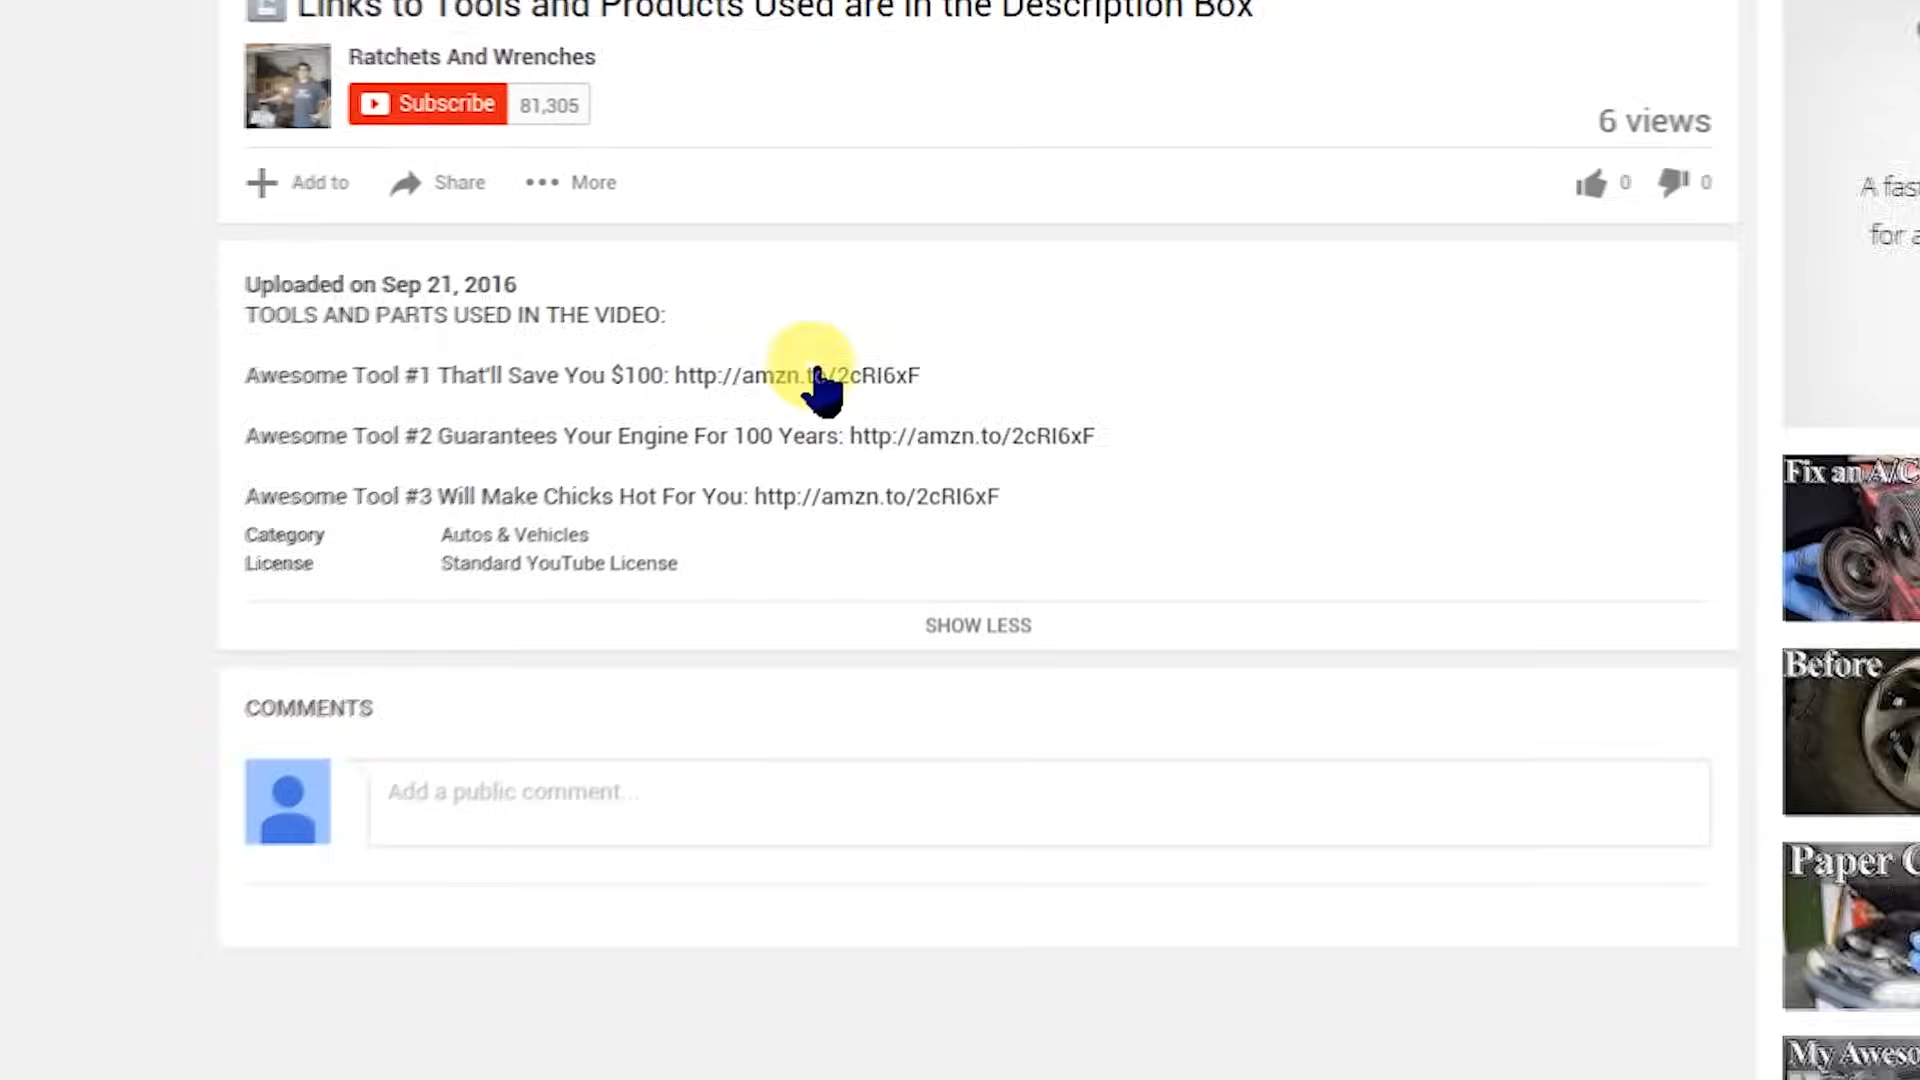 Links to Tools and Products Used are in the Description Box
Ratchets And Wrenches
Subscribe 81,305
6 views
Add to Share More 0 0
A fast
for a
Uploaded on Sep 21, 2016
TOOLS AND PARTS USED IN THE VIDEO:
Awesome Tool #1 That'll Save You $100: http://amzn.to/2cRI6xF
Awesome Tool #2 Guarantees Your Engine For 100 Years: http://amzn.to/2cRI6xF
Awesome Tool #3 Will Make Chicks Hot For You: http://amzn.to/2cRI6xF
Category Autos & Vehicles
License Standard YouTube License
SHOW LESS
COMMENTS
Add a public comment...
Fix an A/C
Before
Paper
My Aweso